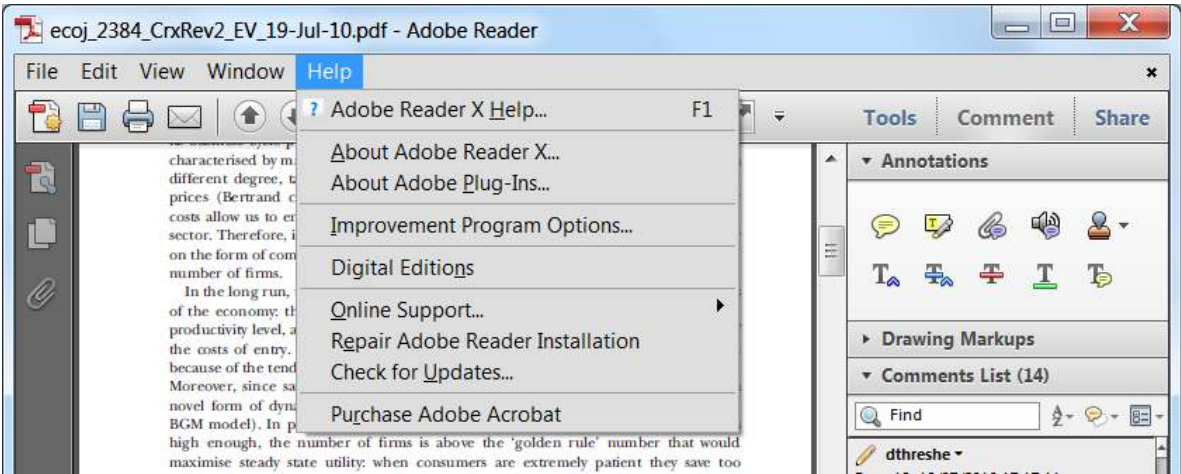 ecoj_2384_CrxRev2_EV_19-Jul-10.pdf - Adobe Reader
File Edit View Window Help
Adobe Reader X Help... F1
About Adobe Reader X...
About Adobe Plug-Ins...
Improvement Program Options...
Digital Editions
Online Support...
Repair Adobe Reader Installation
Check for Updates...
Purchase Adobe Acrobat
Tools Comment Share
Annotations
Drawing Markups
Comments List (14)
Find
dthreshe
characterised by
different degree,
prices (Bertrand
costs allow us to
sector. Therefore,
on the form of
number of firms.
In the long run,
of the economy:
productivity level,
the costs of entry.
because of the
Moreover, since
novel form of
BGM model). In
high enough, the number of firms is above the 'golden rule' number that would
maximise steady state utility: when consumers are extremely patient they save too